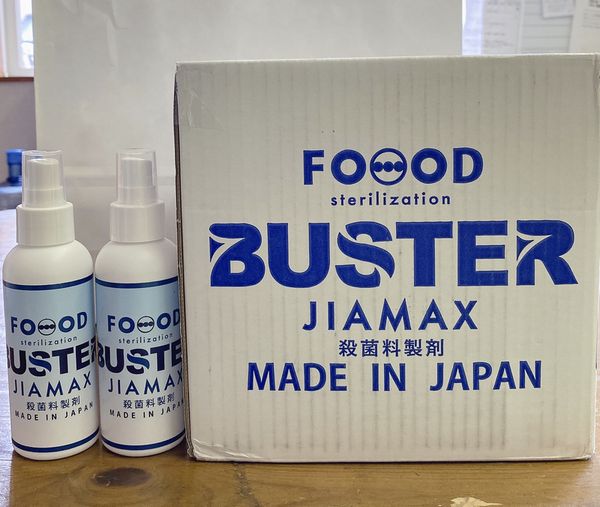 FOOOD
sterilization
BUSTER
JIAMAX
殺菌料製剤
MADE IN JAPAN
FOOOD
sterilization
BUSTER
JIAMAX
殺菌料製剤
MADE IN JAPAN
FOOOD
sterilization
BUSTER
JIAMAX
殺菌料製剤
MADE IN JAPAN